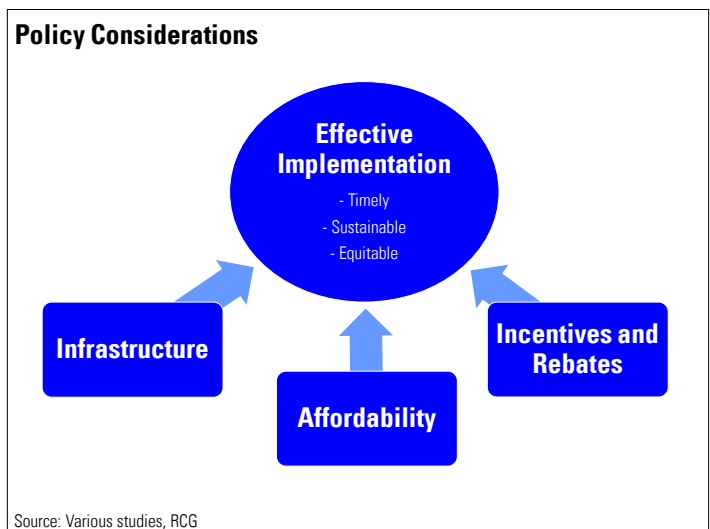 Policy Considerations
Effective
Implementation
- Timely
- Sustainable
- Equitable
Infrastructure
Affordability
Incentives and
Rebates
Source: Various studies, RCG